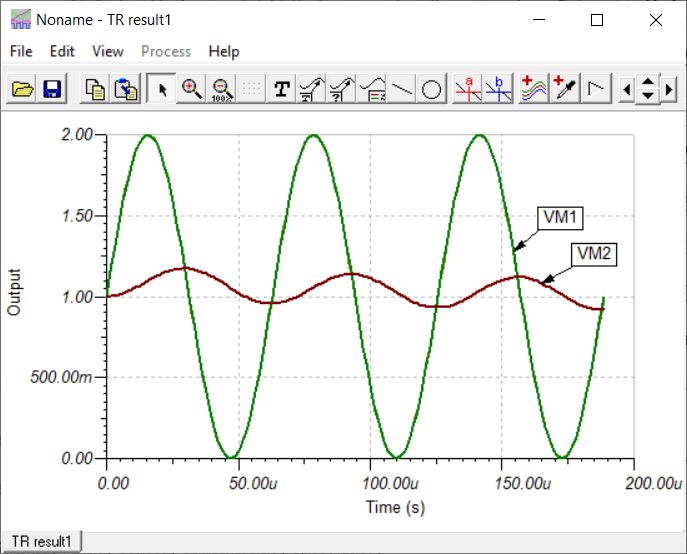 Noname - TR result1
File Edit View Process Help
100%
T
T
?
a
b
2.00
1.50
1.00
500.00m
0.00
Output
VM1
VM2
0.00 50.00u 100.00u 150.00u 200.00u
Time (s)
TR result1